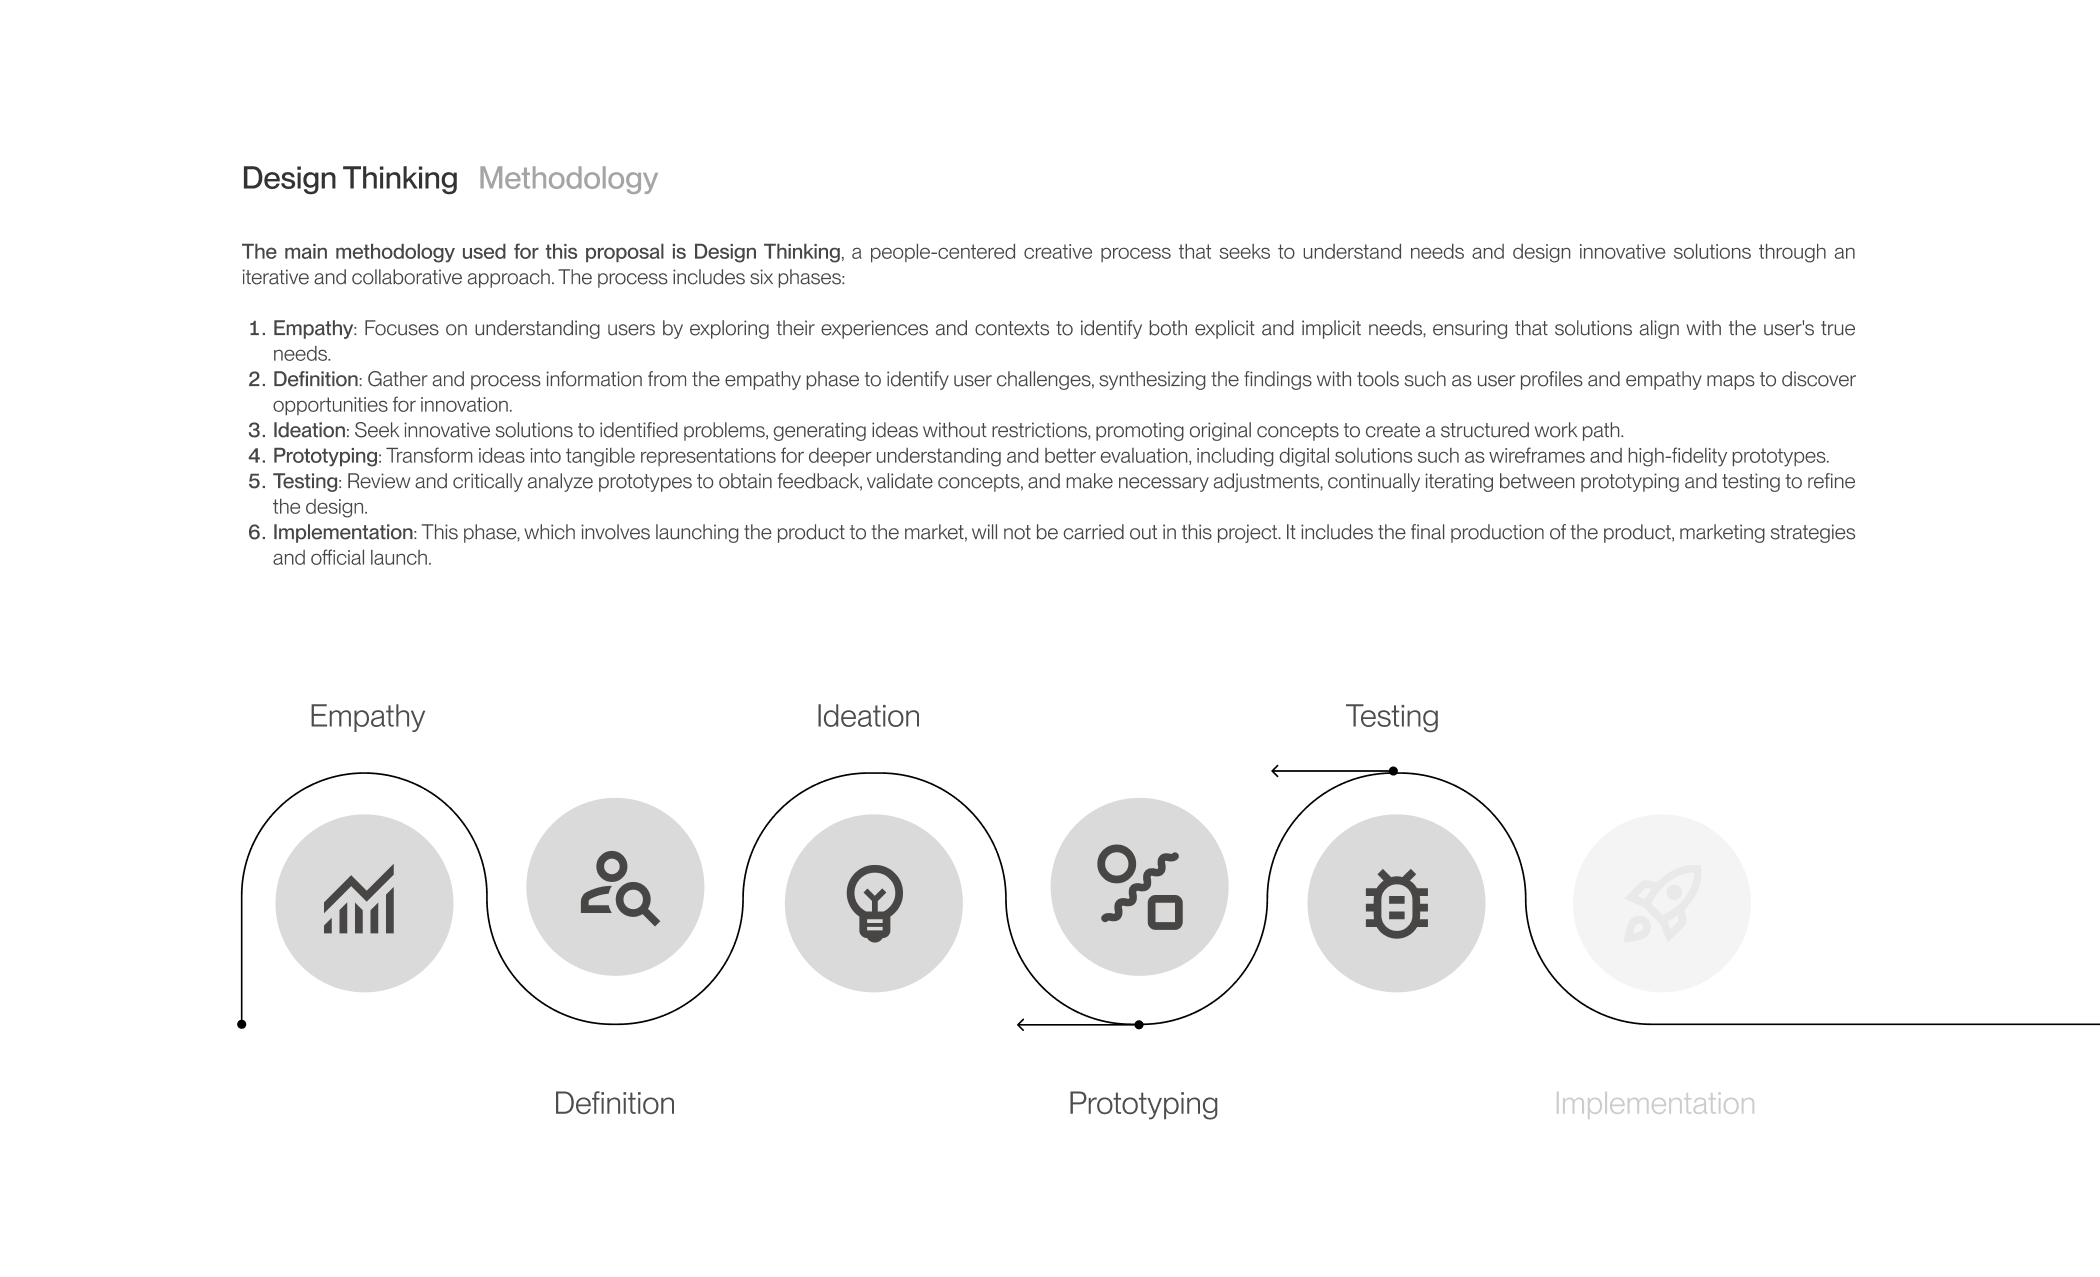 Design Thinking Methodology
The main methodology used for this proposal is Design Thinking, a people-centered creative process that seeks to understand needs and design innovative solutions through an
iterative and collaborative approach. The process includes six phases:
1. Empathy: Focuses on understanding users by exploring their experiences and contexts to identify both explicit and implicit needs, ensuring that solutions align with the user's true
needs.
2. Definition: Gather and process information from the empathy phase to identify user challenges, synthesizing the findings with tools such as user profiles and empathy maps to discover
opportunities for innovation.
3. Ideation: Seek innovative solutions to identified problems, generating ideas without restrictions, promoting original concepts to create a structured work path.
4. Prototyping: Transform ideas into tangible representations for deeper understanding and better evaluation, including digital solutions such as wireframes and high-fidelity prototypes.
5. Testing: Review and critically analyze prototypes to obtain feedback, validate concepts, and make necessary adjustments, continually iterating between prototyping and testing to refine
the design.
6. Implementation: This phase, which involves launching the product to the market, will not be carried out in this project. It includes the final production of the product, marketing strategies
and official launch.
Empathy
Ideation
Testing
Definition
Prototyping
Implementation